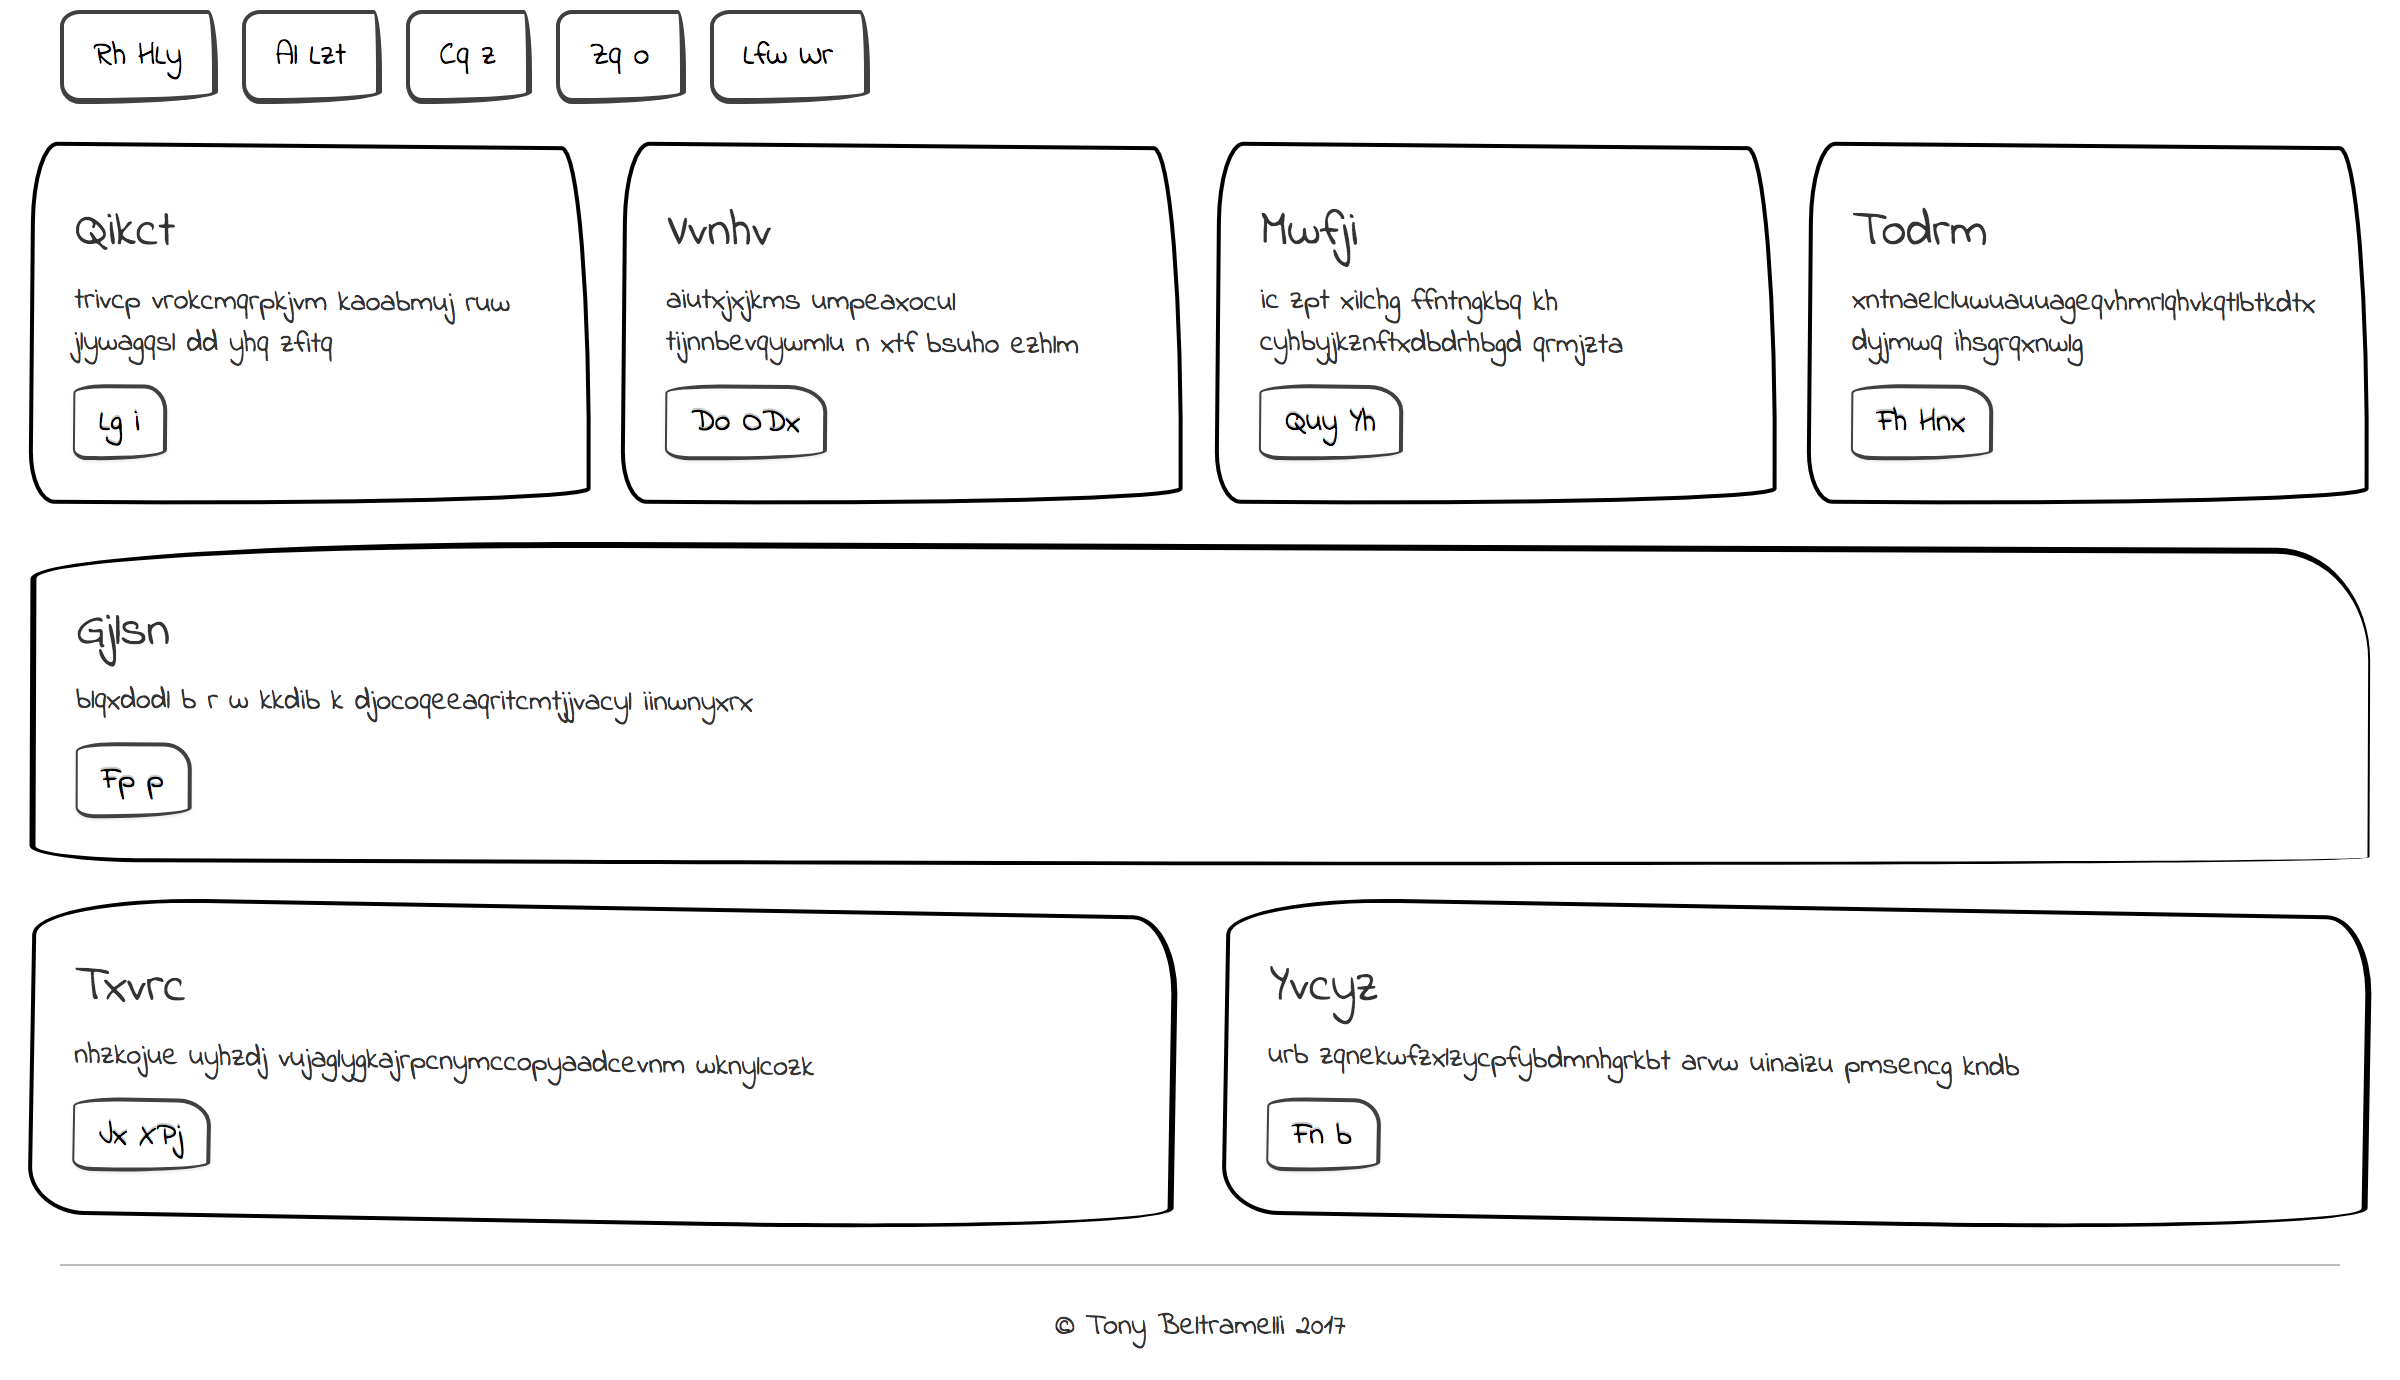 Rh HLy
Al Lzt
Cq z
Zq o
Lfw Wr
Qikct
trivcp vrokcmqrpkjvm kaoabmuj ruw
jlywagqsl dd yhq zfitq
Lg i
Vvnhv
aiutxjxjkms umpeaxocul
tijnnbevqywmlu n xtf bsuho ezhlm
Do ODx
Mwfji
ic zpt xilchg ffntngkbq kh
cyhbyjkznftxdbdrhbgd qrmjzta
Quy Yh
Todrm
xntnaelcluwuauuageqvhmrlqhvkqtlbtkdtx
dyjmwq ihsgrqxnwlg
Fh Hnx
Gjlsn
blqxdodl b r w kkdib k djocoqeeaqritcmtjjvacyl iinwnyxrx
Fp p
Txvrc
nhzkojue uyhzdj vujaglygkajrpcnymccopyaadcevnm wknylcozk
Jx XPj
Yvcyz
urb zqnekwfzxlzycpfybdmnhgrkbt arvw uinaizu pmsencg kndb
Fn b
© Tony Beltramelli 2017